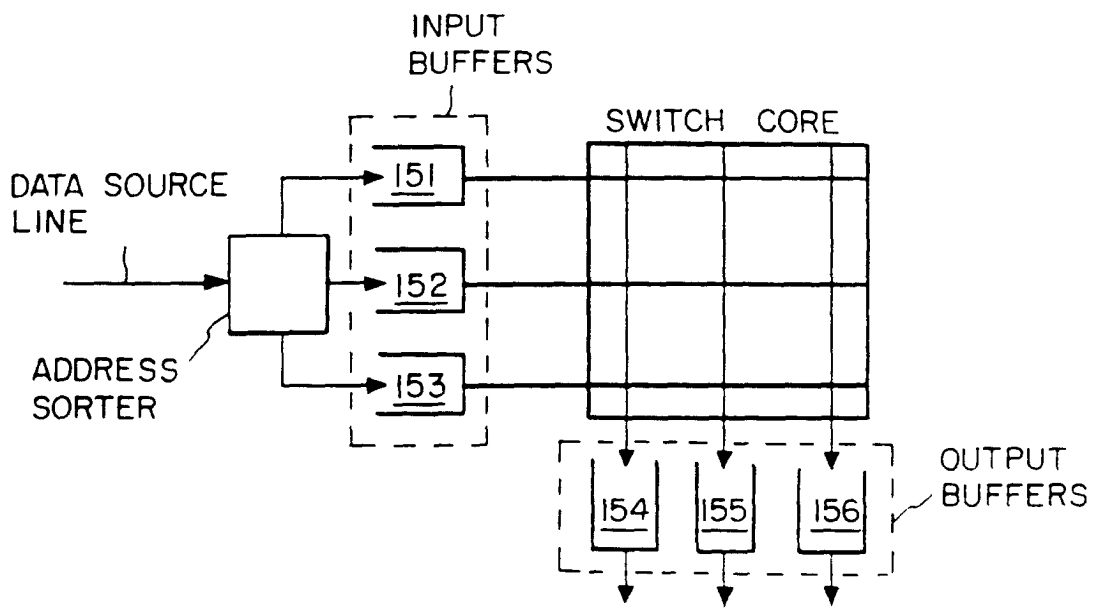 INPUT
BUFFERS
SWITCH CORE
151
DATA SOURCE
LINE
152
ADDRESS
SORTER
153
OUTPUT
BUFFERS
154 155 156